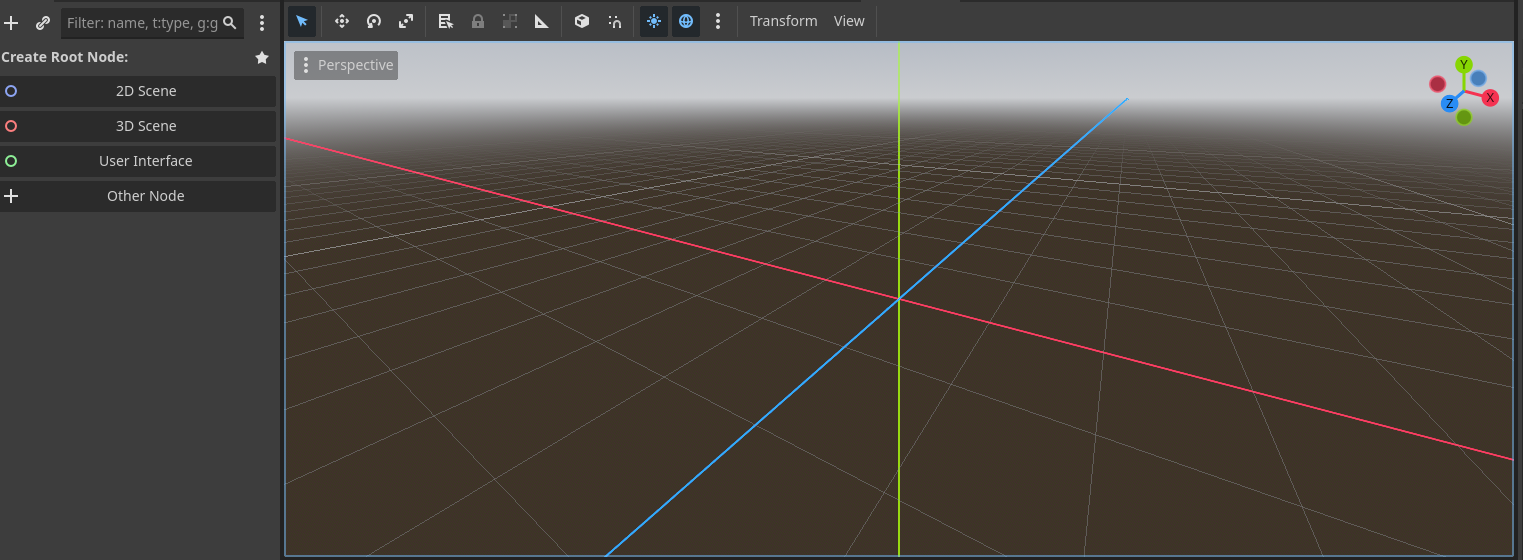 Filter: name, t:type, g:g
Transform View
Create Root Node:
Perspective
2D Scene
3D Scene
User Interface
Other Node
Y
X
Z